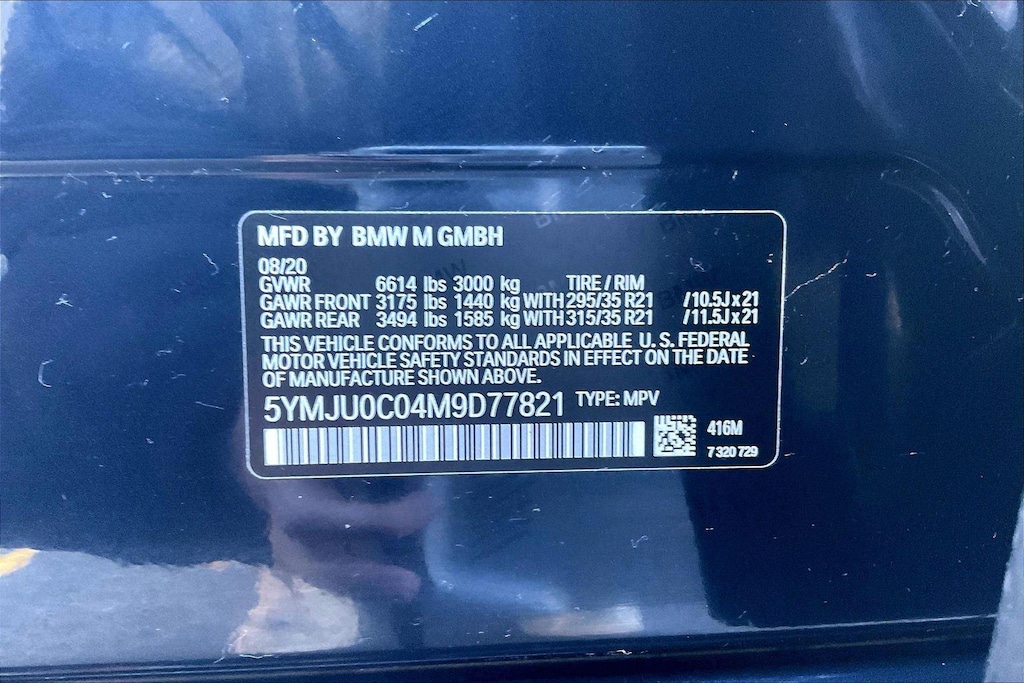 MFD BY BMW M GMBH
08/20
GVWR 6614 lbs 3000 kg TIRE / RIM
GAWR FRONT 3175 lbs 1440 kg WITH 295/35 R21 /10.5J x 21
GAWR REAR 3494 lbs 1585 kg WITH 315/35 R21 /11.5J x 21
THIS VEHICLE CONFORMS TO ALL APPLICABLE U. S. FEDERAL
MOTOR VEHICLE SAFETY STANDARDS IN EFFECT ON THE DATE
OF MANUFACTURE SHOWN ABOVE.
5YMJU0C04M9D77821 TYPE: MPV
416M
7 320 729